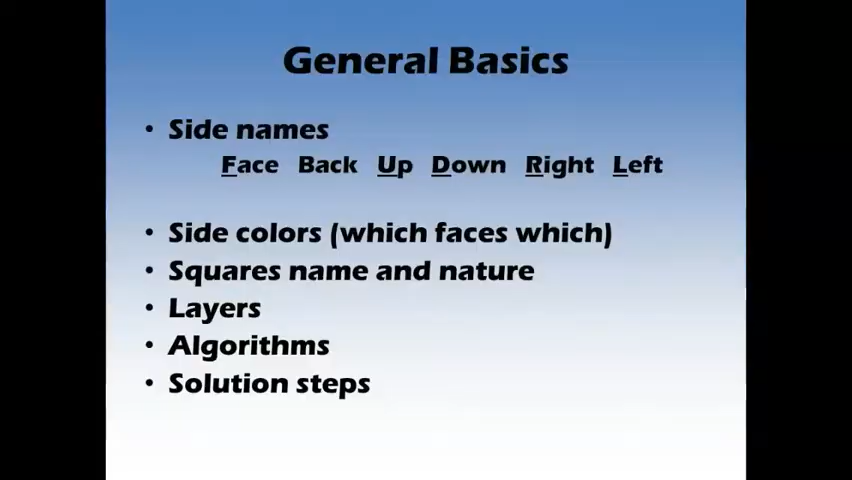 General Basics
• Side names
Face Back Up Down Right Left
• Side colors (which faces which)
• Squares name and nature
• Layers
• Algorithms
• Solution steps